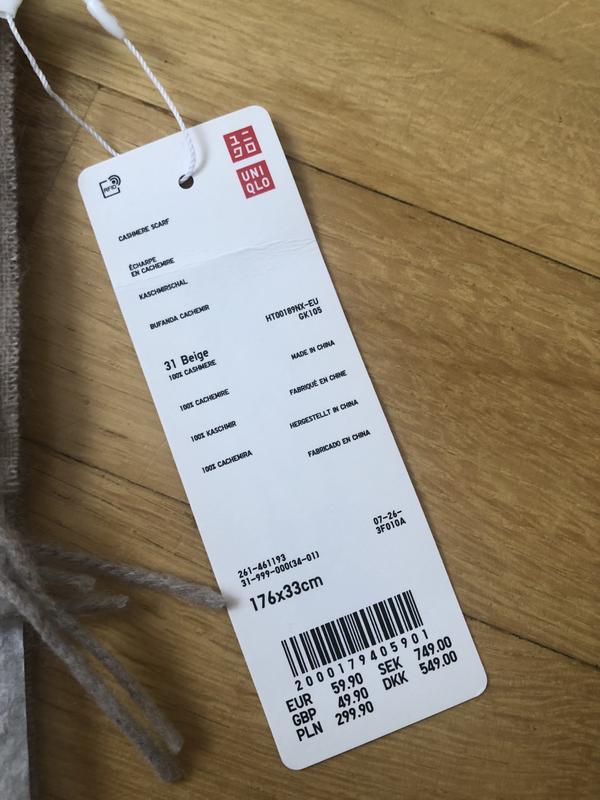 RFID
ユニ
クロ
UNI
QLO
CASHMERE SCARF
ÉCHARPE
EN CACHEMIRE
KASCHMIRSCHAL
BUFANDA CACHEMIR
HT00189NX-EU
GK105
31 Beige
100% CASHMERE
MADE IN CHINA
100% CACHEMIRE
FABRIQUÉ EN CHINE
100% KASCHMIR
HERGESTELLT IN CHINA
100% CACHEMIRA
FABRICADO EN CHINA
07-26-
3F010A
261-461193
31-999-000(34-01)
176x33cm
2000179405901
EUR 59.90 SEK 749.00
GBP 49.90 DKK 549.00
PLN 299.90